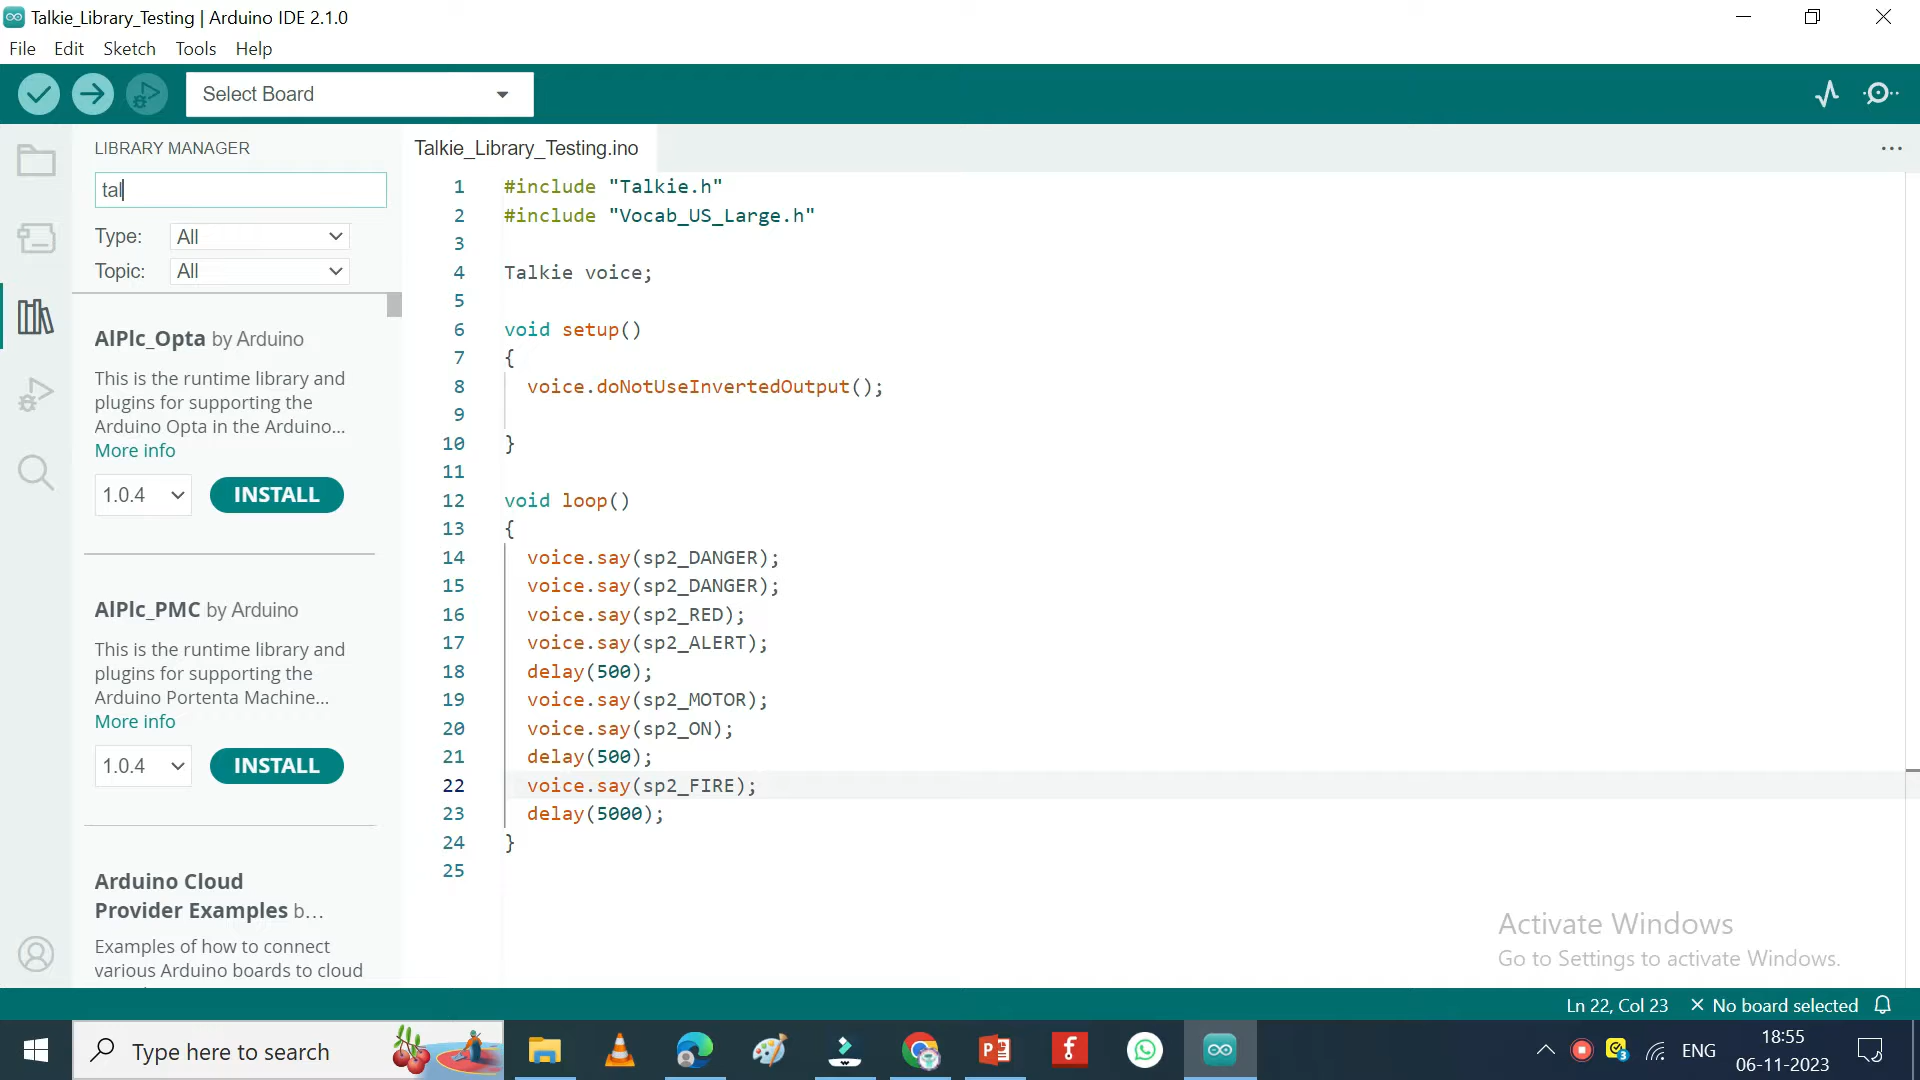 Talkie_Library_Testing | Arduino IDE 2.1.0
File Edit Sketch Tools Help
Select Board
LIBRARY MANAGER
tal
Type: All
Topic: All
AlPlc_Opta by Arduino
This is the runtime library and
plugins for supporting the
Arduino Opta in the Arduino...
More info
1.0.4 INSTALL
AlPlc_PMC by Arduino
This is the runtime library and
plugins for supporting the
Arduino Portenta Machine...
More info
1.0.4 INSTALL
Arduino Cloud
Provider Examples b...
Examples of how to connect
various Arduino boards to cloud
Talkie_Library_Testing.ino
1 #include "Talkie.h"
2 #include "Vocab_US_Large.h"
3
4 Talkie voice;
5
6 void setup()
7 {
8 voice.doNotUseInvertedOutput();
9
10 }
11
12 void loop()
13 {
14 voice.say(sp2_DANGER);
15 voice.say(sp2_DANGER);
16 voice.say(sp2_RED);
17 voice.say(sp2_ALERT);
18 delay(500);
19 voice.say(sp2_MOTOR);
20 voice.say(sp2_ON);
21 delay(500);
22 voice.say(sp2_FIRE);
23 delay(5000);
24 }
25
Activate Windows
Go to Settings to activate Windows.
Ln 22, Col 23 × No board selected
Type here to search
ENG
18:55
06-11-2023